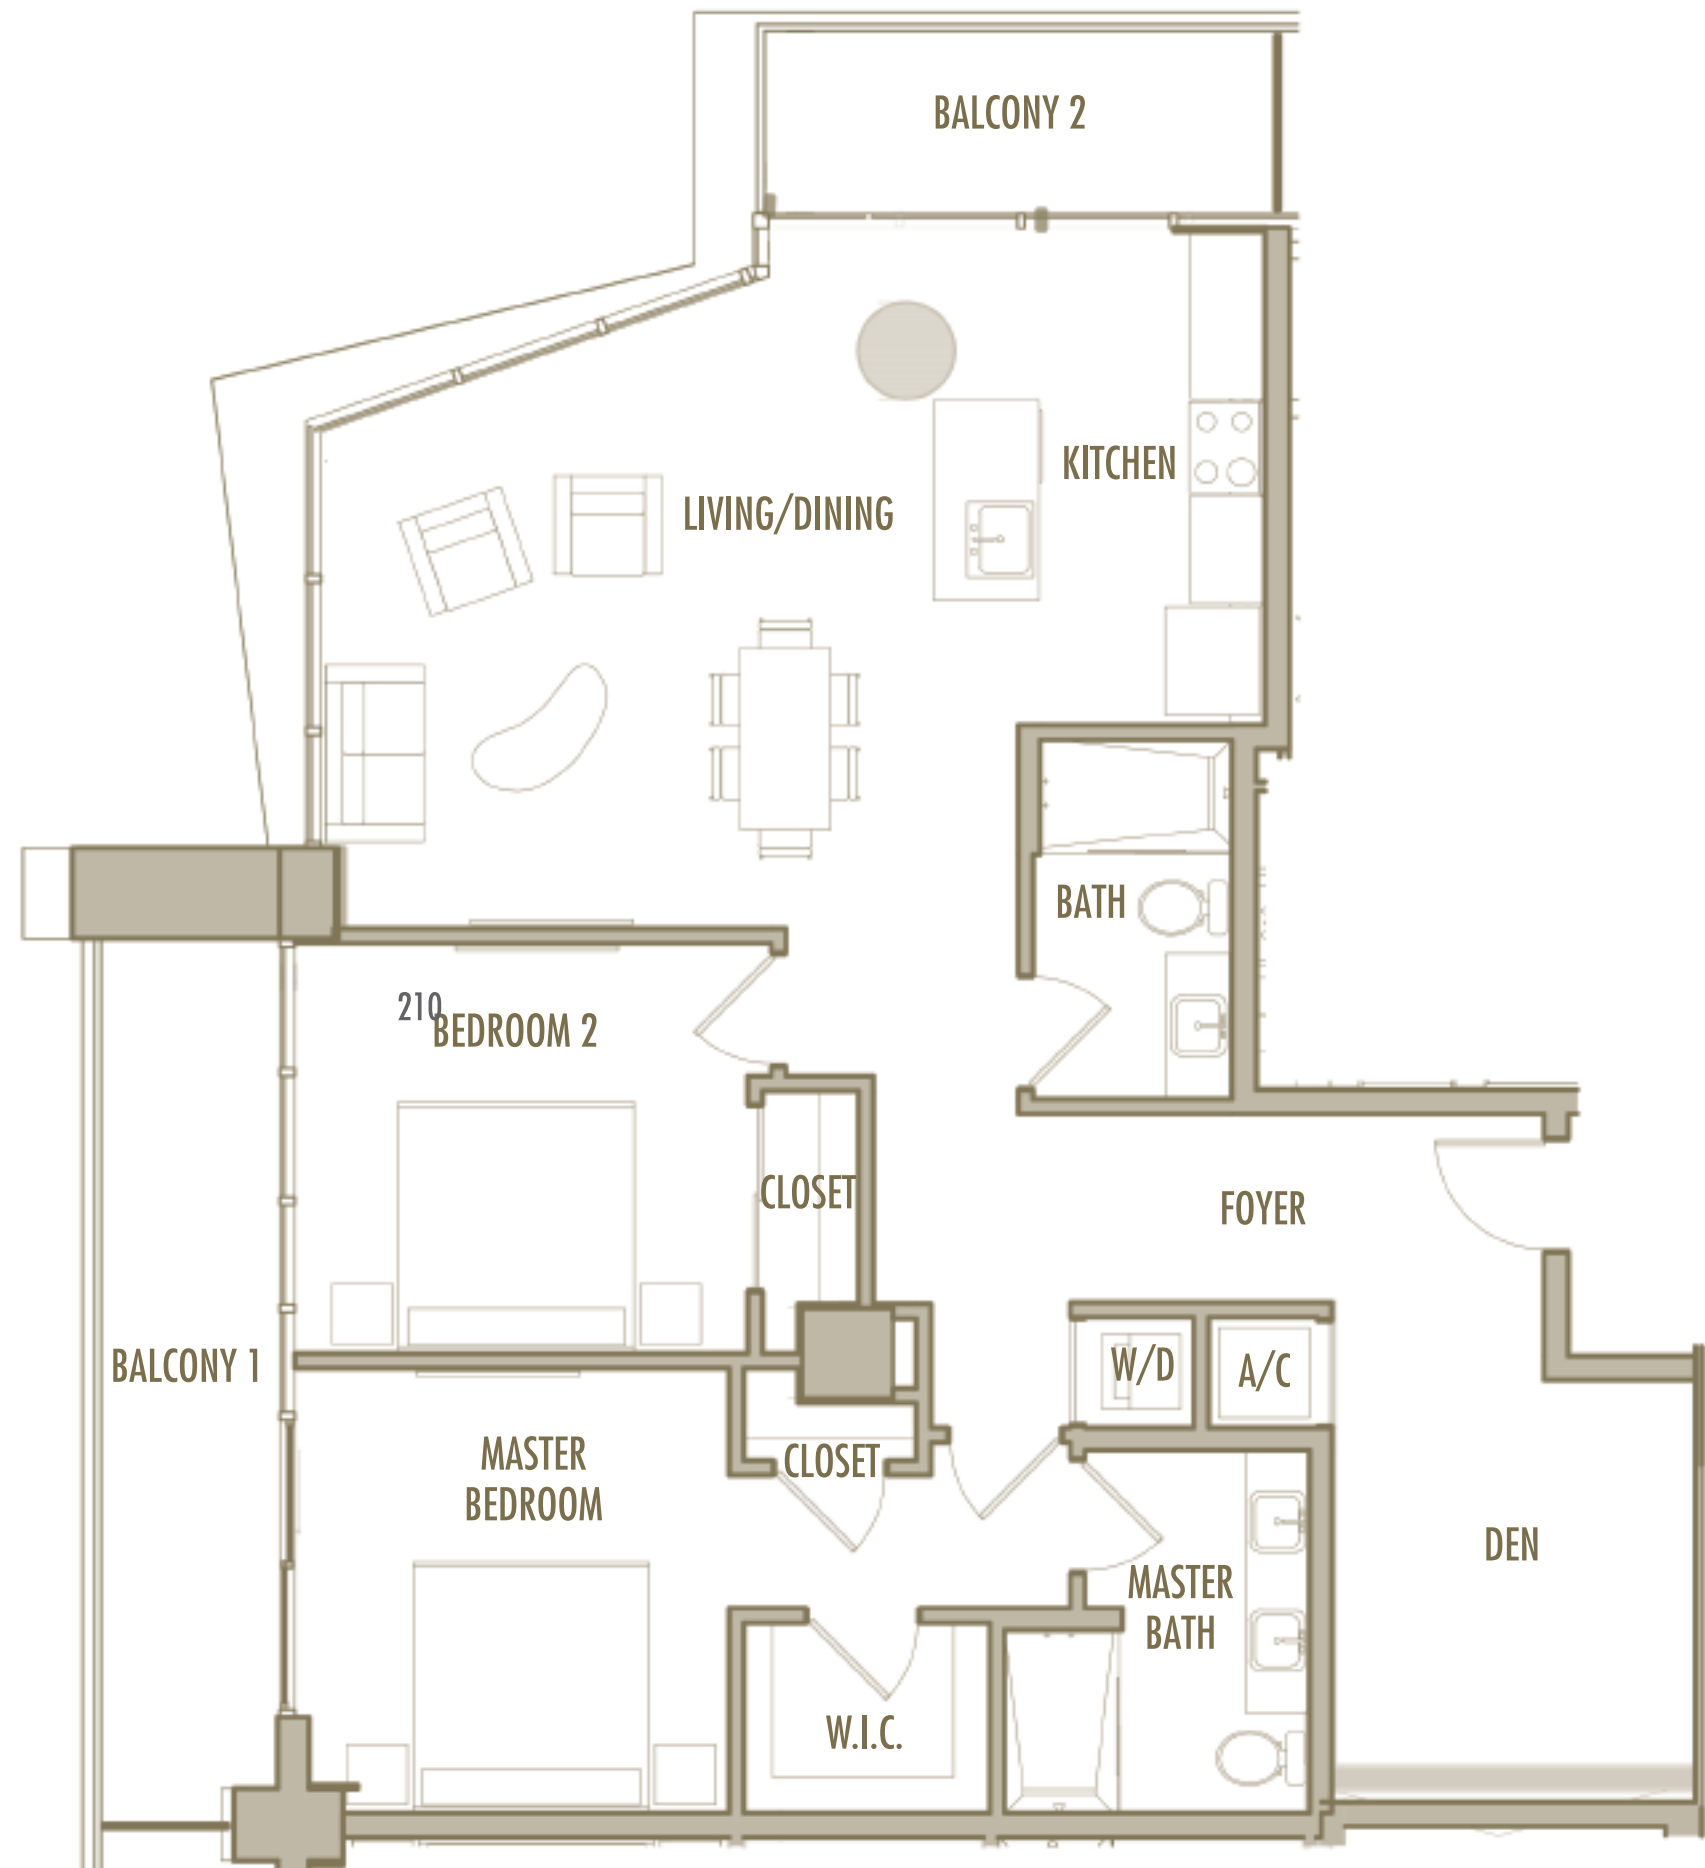 BALCONY 2
KITCHEN
LIVING/DINING
BATH
210
BEDROOM 2
CLOSET
FOYER
BALCONY 1
W/D
A/C
MASTER
BEDROOM
CLOSET
DEN
MASTER
BATH
W.I.C.